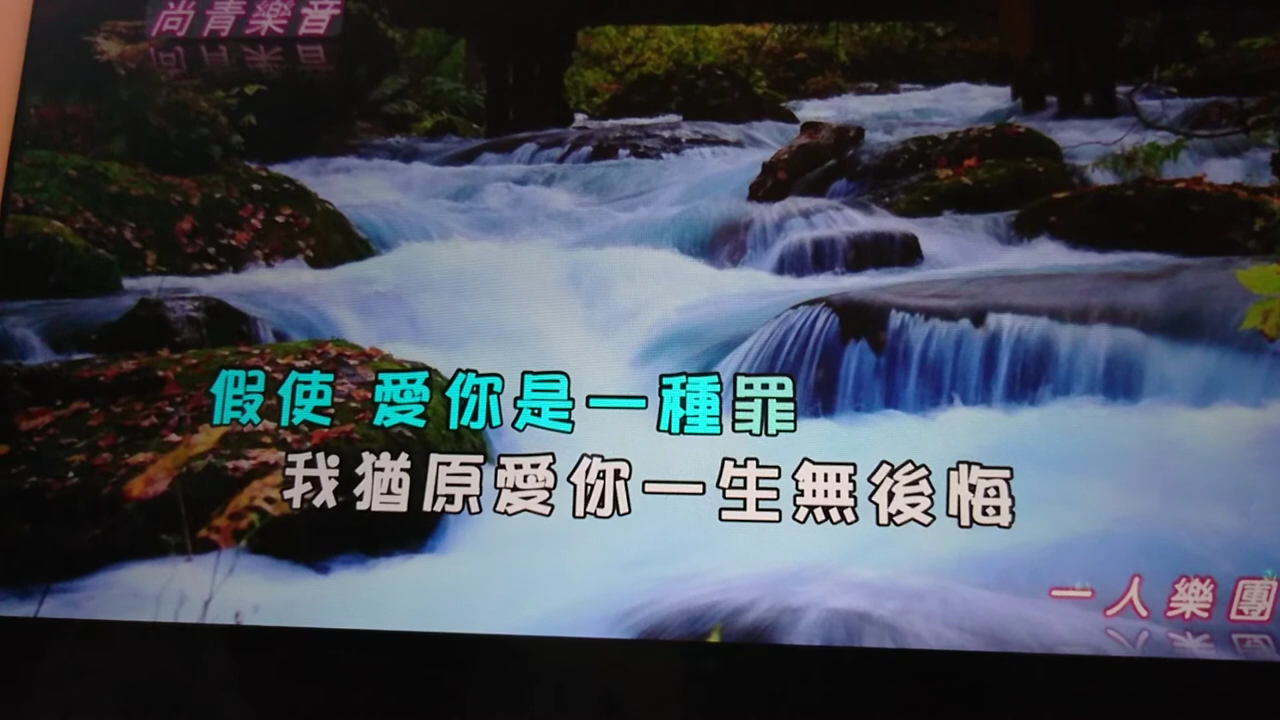 尚青樂音
假使 愛你是一種罪
我猶原愛你一生無後悔
一人樂團